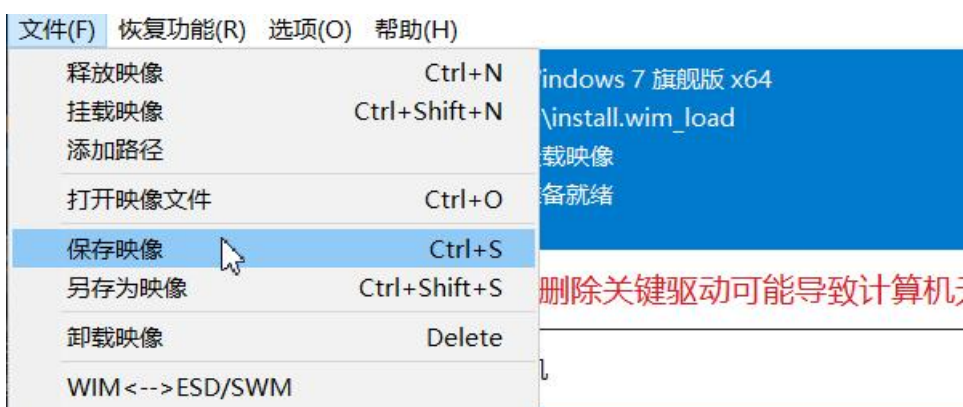 文件(F) 恢复功能(R) 选项(O) 帮助(H)
释放映像 Ctrl+N
挂载映像 Ctrl+Shift+N
添加路径
打开映像文件 Ctrl+O
保存映像 Ctrl+S
另存为映像 Ctrl+Shift+S
卸载映像 Delete
WIM<-->ESD/SWM
indows 7 旗舰版 x64
\install.wim_load
载映像
备就绪
删除关键驱动可能导致计算机